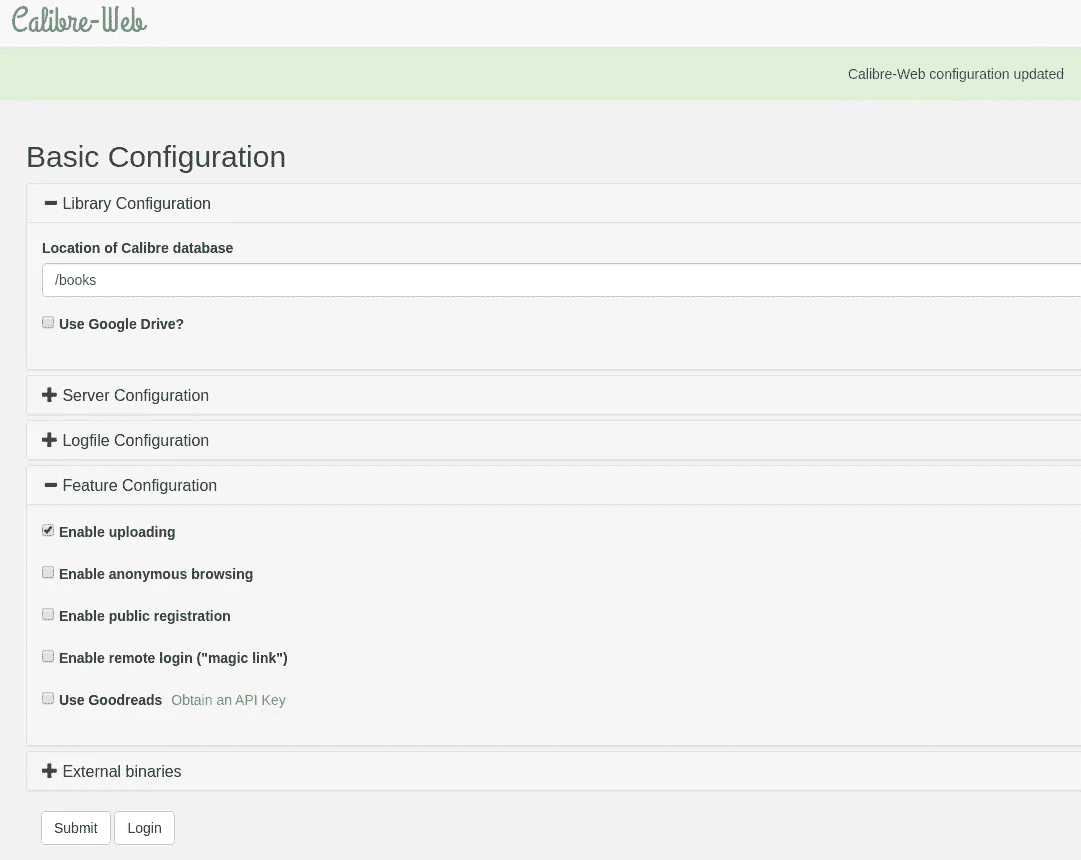 Calibre-Web
Calibre-Web configuration updated
Basic Configuration
Library Configuration
Location of Calibre database
/books
Use Google Drive?
Server Configuration
Logfile Configuration
Feature Configuration
Enable uploading
Enable anonymous browsing
Enable public registration
Enable remote login ("magic link")
Use Goodreads Obtain an API Key
External binaries
Submit Login